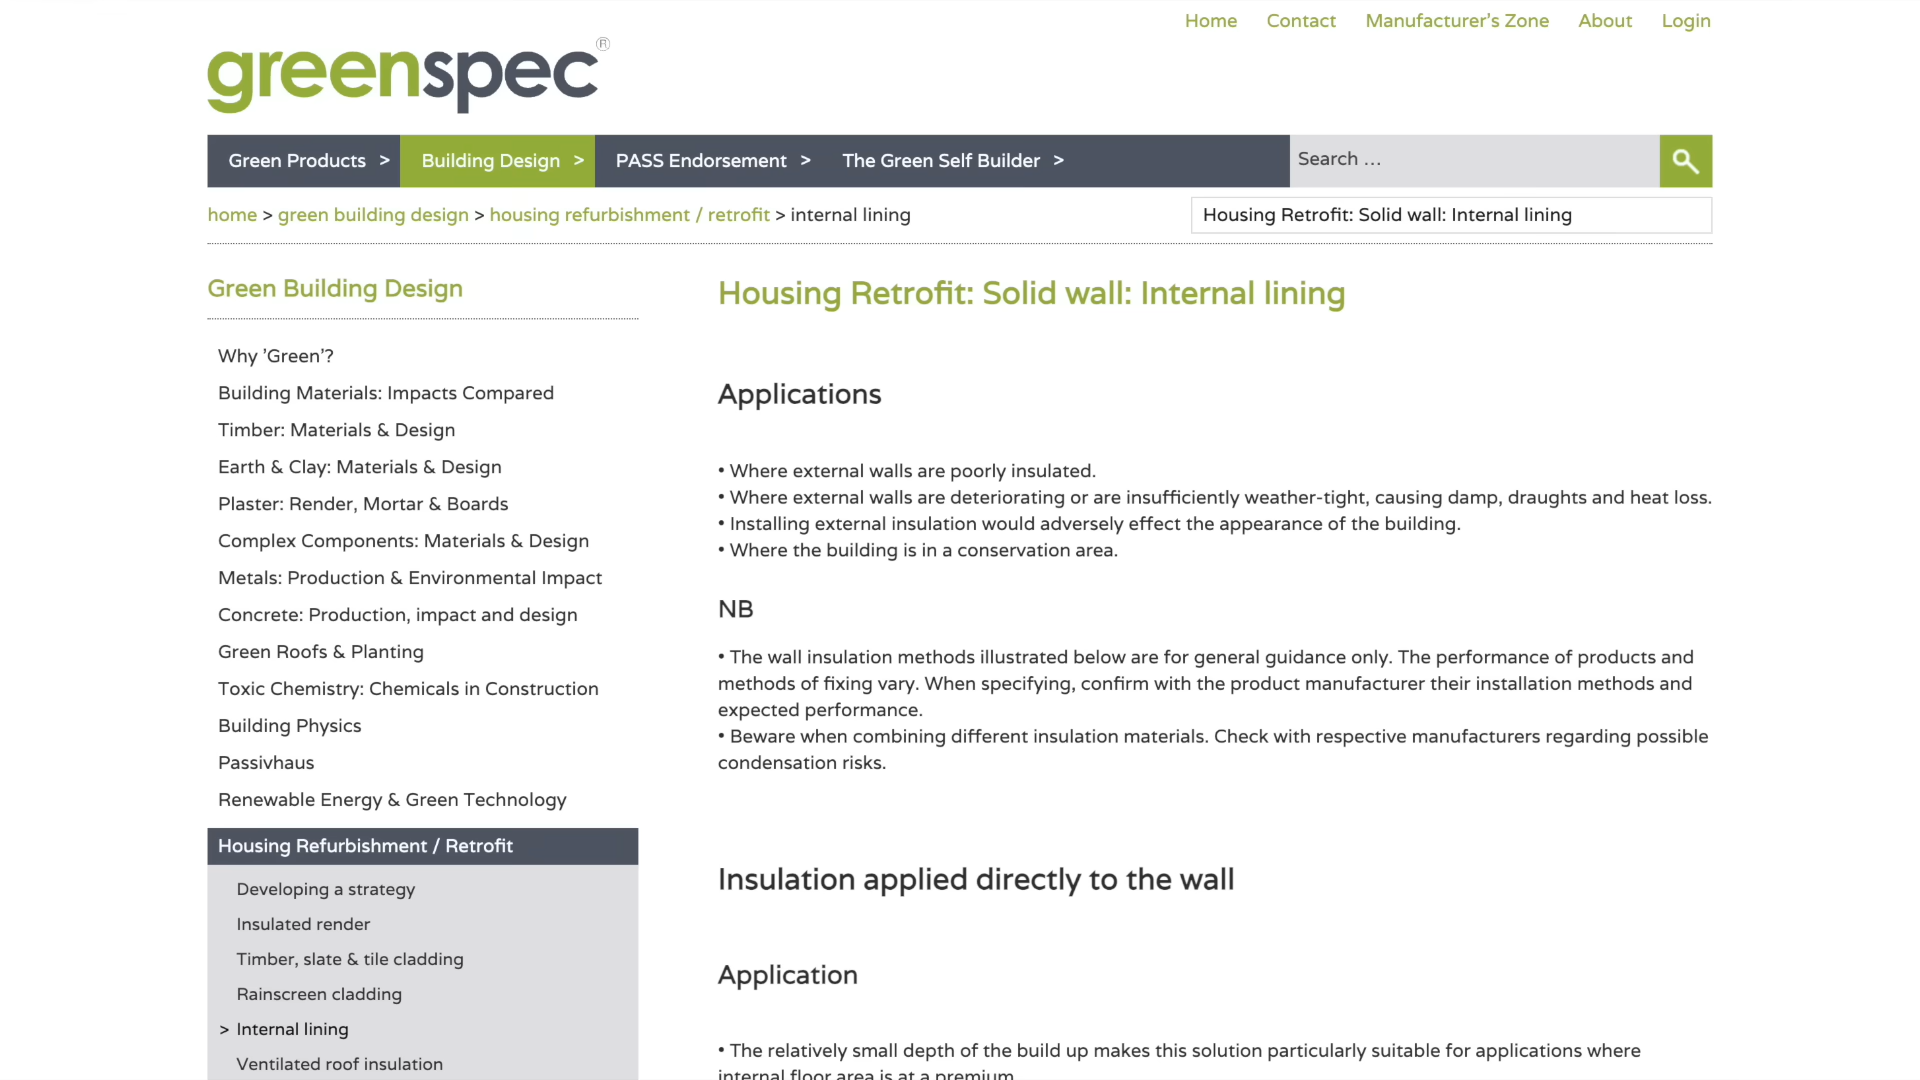 Home Contact Manufacturer's Zone About Login
greenspec®
Green Products > Building Design > PASS Endorsement > The Green Self Builder > Search ...
home > green building design > housing refurbishment / retrofit > internal lining
Housing Retrofit: Solid wall: Internal lining
Green Building Design
Why 'Green'?
Building Materials: Impacts Compared
Timber: Materials & Design
Earth & Clay: Materials & Design
Plaster: Render, Mortar & Boards
Complex Components: Materials & Design
Metals: Production & Environmental Impact
Concrete: Production, impact and design
Green Roofs & Planting
Toxic Chemistry: Chemicals in Construction
Building Physics
Passivhaus
Renewable Energy & Green Technology
Housing Refurbishment / Retrofit
Developing a strategy
Insulated render
Timber, slate & tile cladding
Rainscreen cladding
> Internal lining
Ventilated roof insulation
Housing Retrofit: Solid wall: Internal lining
Applications
• Where external walls are poorly insulated.
• Where external walls are deteriorating or are insufficiently weather-tight, causing damp, draughts and heat loss.
• Installing external insulation would adversely effect the appearance of the building.
• Where the building is in a conservation area.
NB
• The wall insulation methods illustrated below are for general guidance only. The performance of products and
methods of fixing vary. When specifying, confirm with the product manufacturer their installation methods and
expected performance.
• Beware when combining different insulation materials. Check with respective manufacturers regarding possible
condensation risks.
Insulation applied directly to the wall
Application
• The relatively small depth of the build up makes this solution particularly suitable for applications where
internal floor area is at a premium.